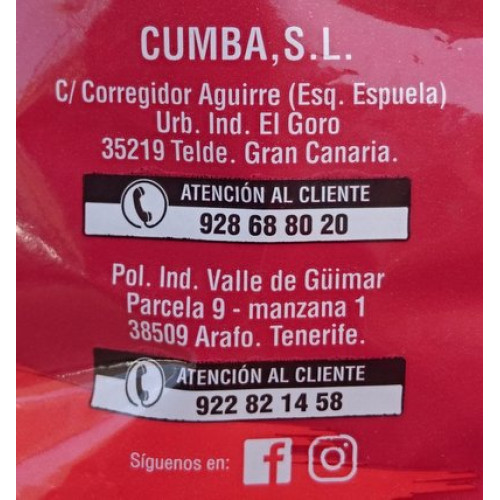 CUMBA, S.L.
C/ Corregidor Aguirre (Esq. Espuela)
Urb. Ind. El Goro
35219 Telde. Gran Canaria.
ATENCIÓN AL CLIENTE
928 68 80 20
Pol. Ind. Valle de Güimar
Parcela 9 - manzana 1
38509 Arafo. Tenerife.
ATENCIÓN AL CLIENTE
922 82 14 58
Síguenos en: